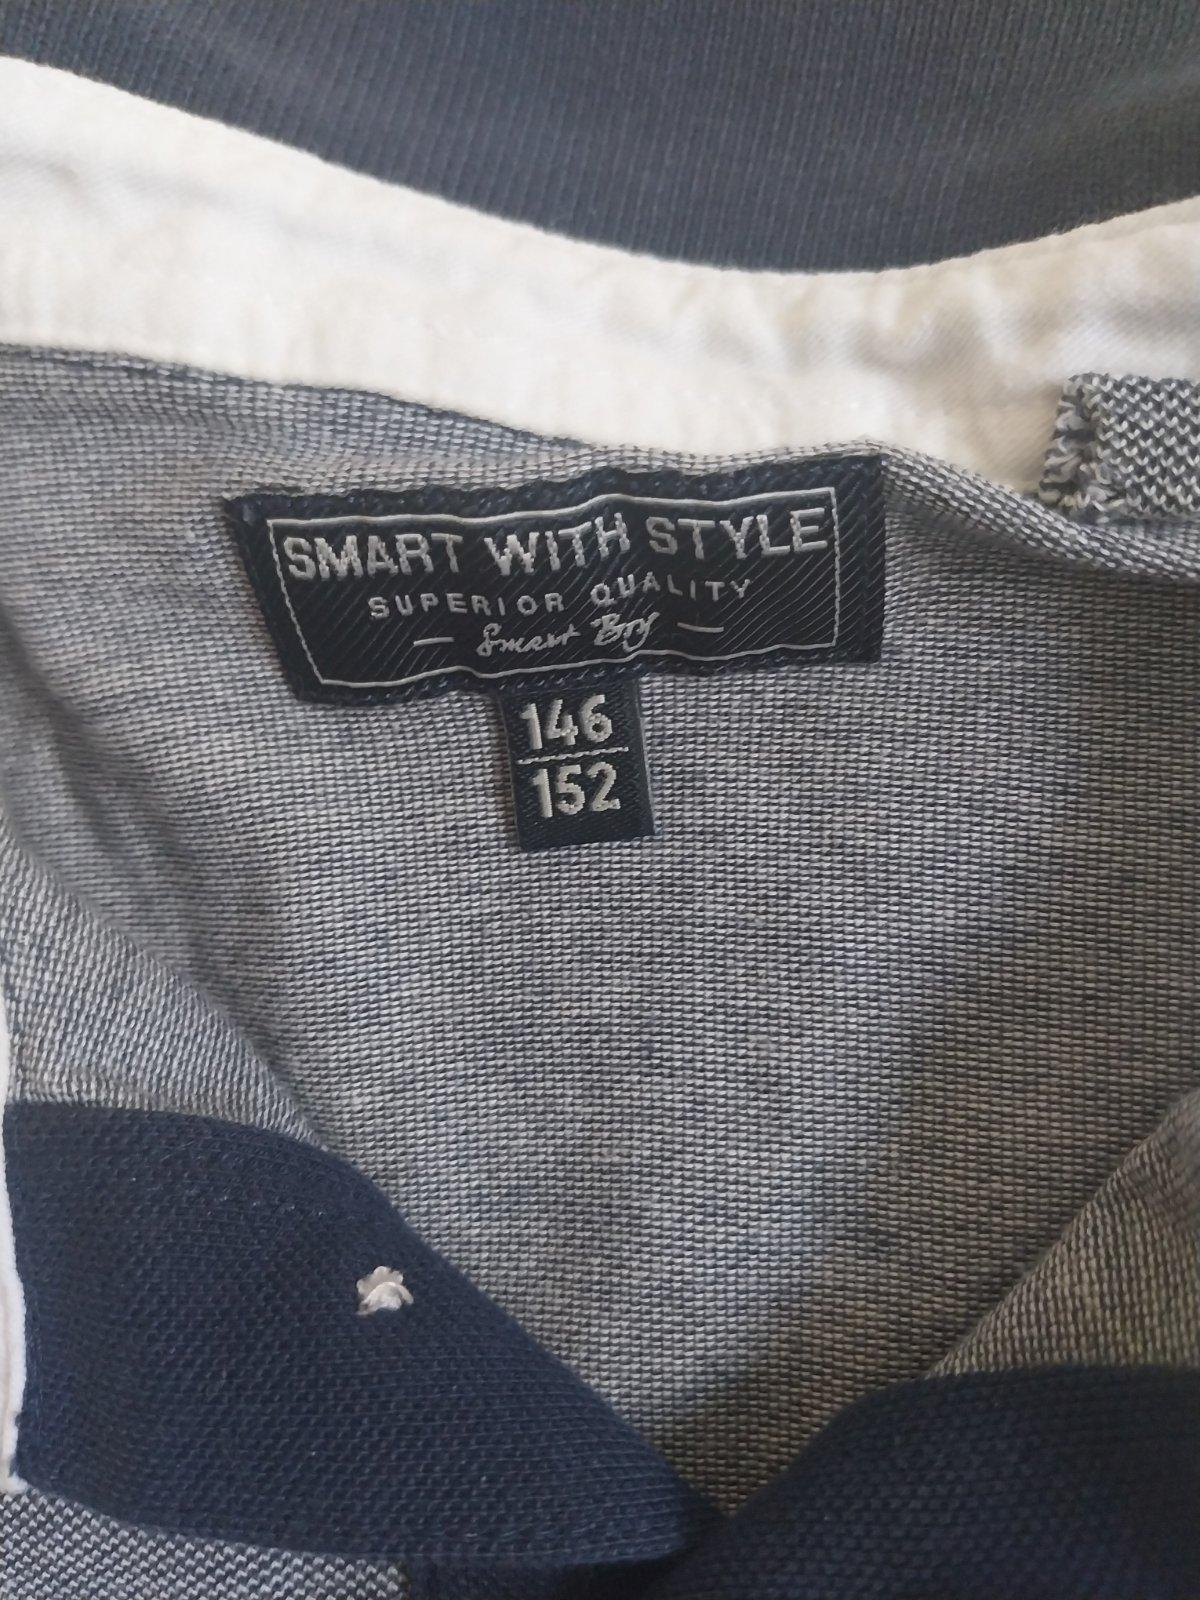 SMART WITH STYLE
SUPERIOR QUALITY
— Smart Boy —
146
152